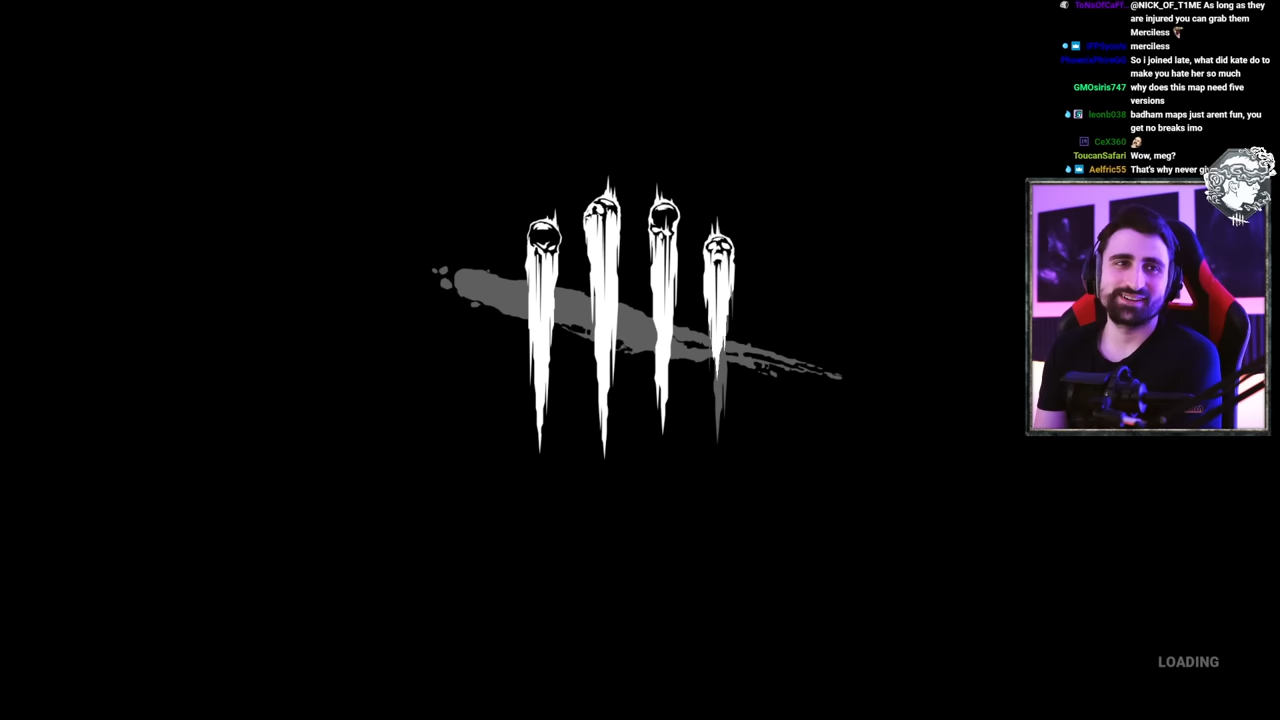 ToNsOfCaFf... @NICK_OF_T1ME As long as they
are injured you can grab them
Merciless
merciless
So i joined late, what did kate do to
make you hate her so much
GMOsiris747 why does this map need five
versions
leonb038 badham maps just arent fun, you
get no breaks imo
CeX360
ToucanSafari Wow, meg?
Aelfric55 That's why never
LOADING